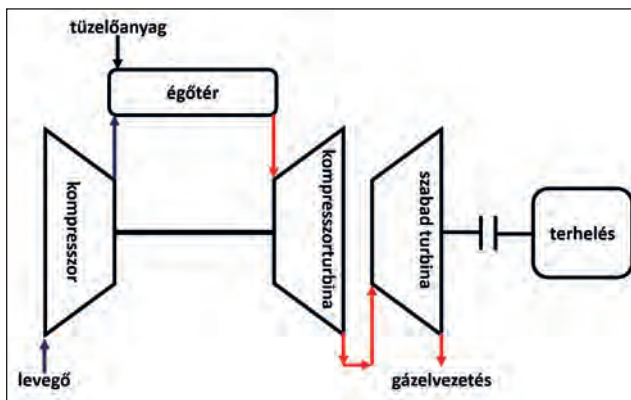 tüzelőanyag
égőtér
kompresszor
kompresszorturbina
szabad turbina
terhelés
levegő
gázelvezetés